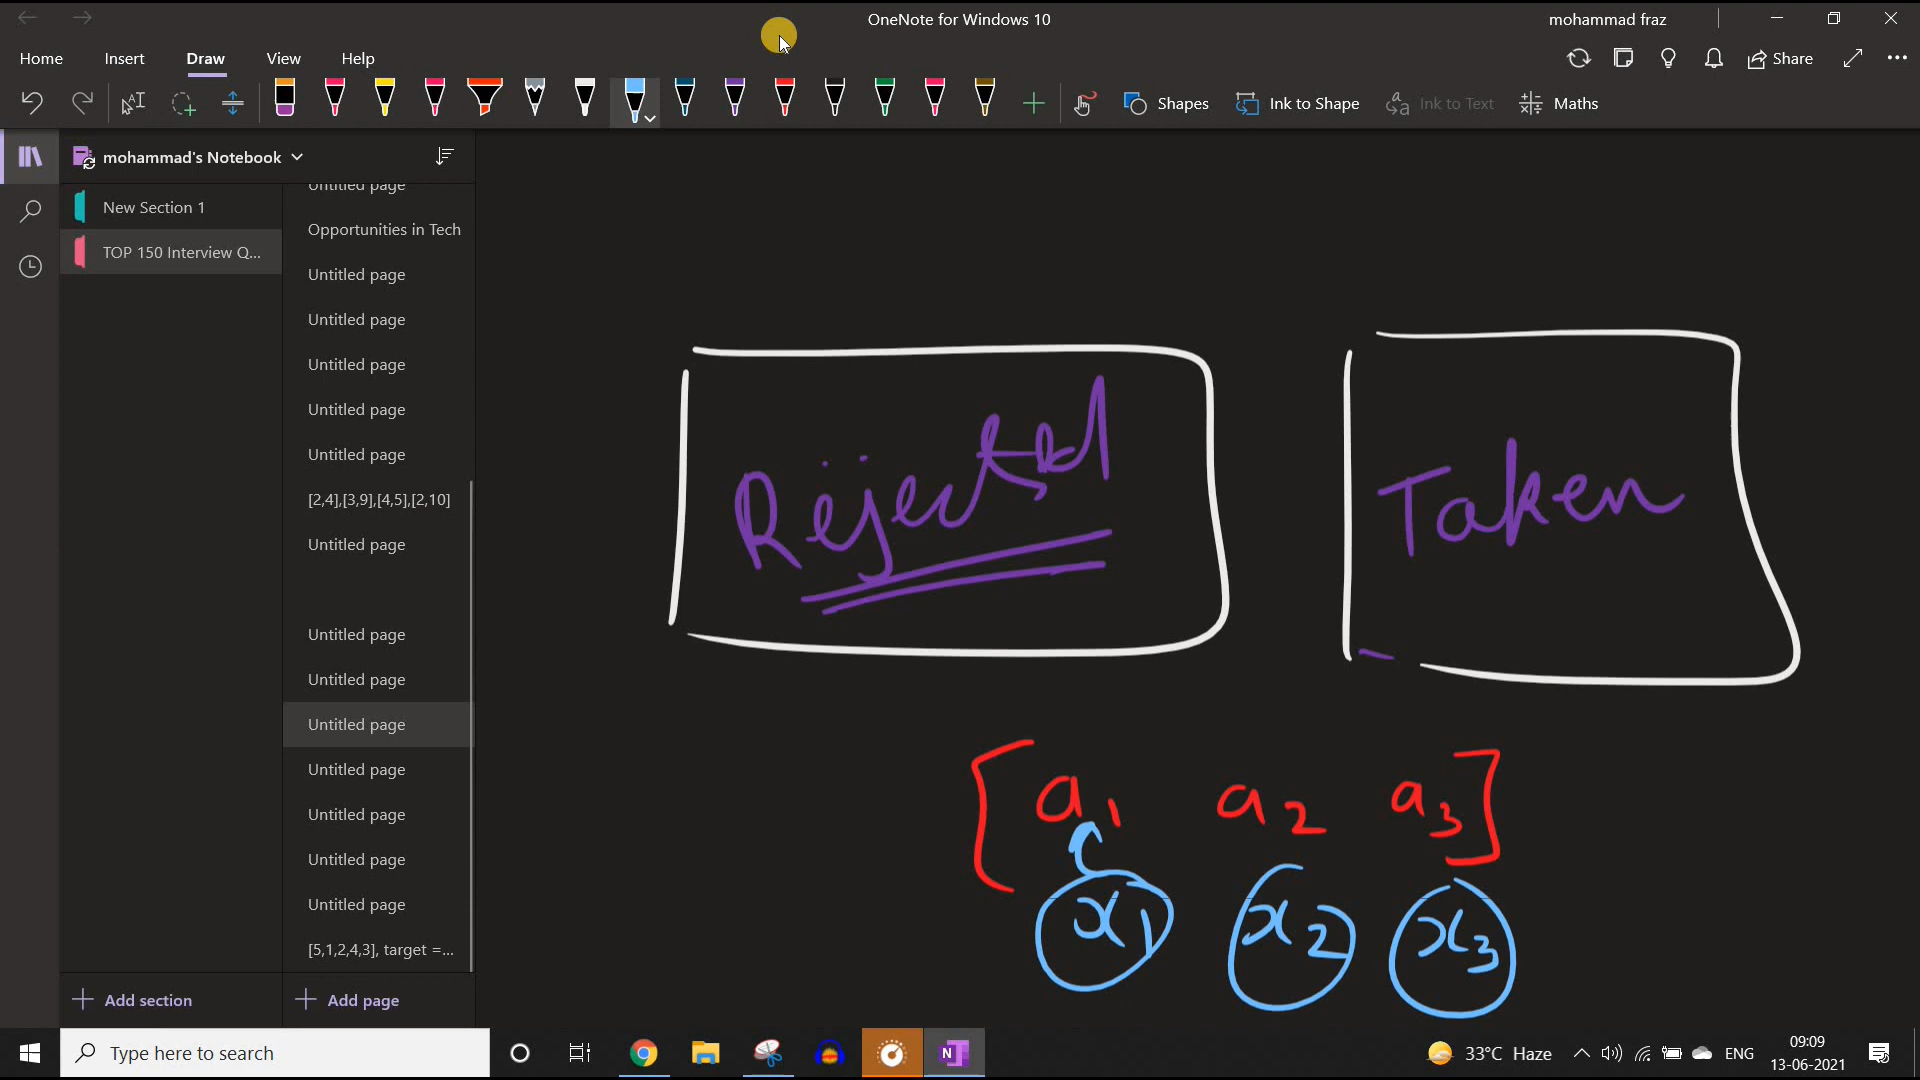 OneNote for Windows 10
mohammad fraz
Home Insert Draw View Help
Share
Shapes Ink to Shape Ink to Text Maths
mohammad's Notebook
New Section 1
TOP 150 Interview Q...
Untitled page
Opportunities in Tech
Untitled page
Untitled page
Untitled page
Untitled page
Untitled page
[2,4],[3,9],[4,5],[2,10]
Untitled page
Untitled page
Untitled page
Untitled page
Untitled page
Untitled page
Untitled page
Untitled page
[5,1,2,4,3], target =...
Add section
Add page
Rijected
Taken
[a1 a2 a3]
x1 x2 x3
Type here to search
33°C Haze
ENG
09:09
13-06-2021